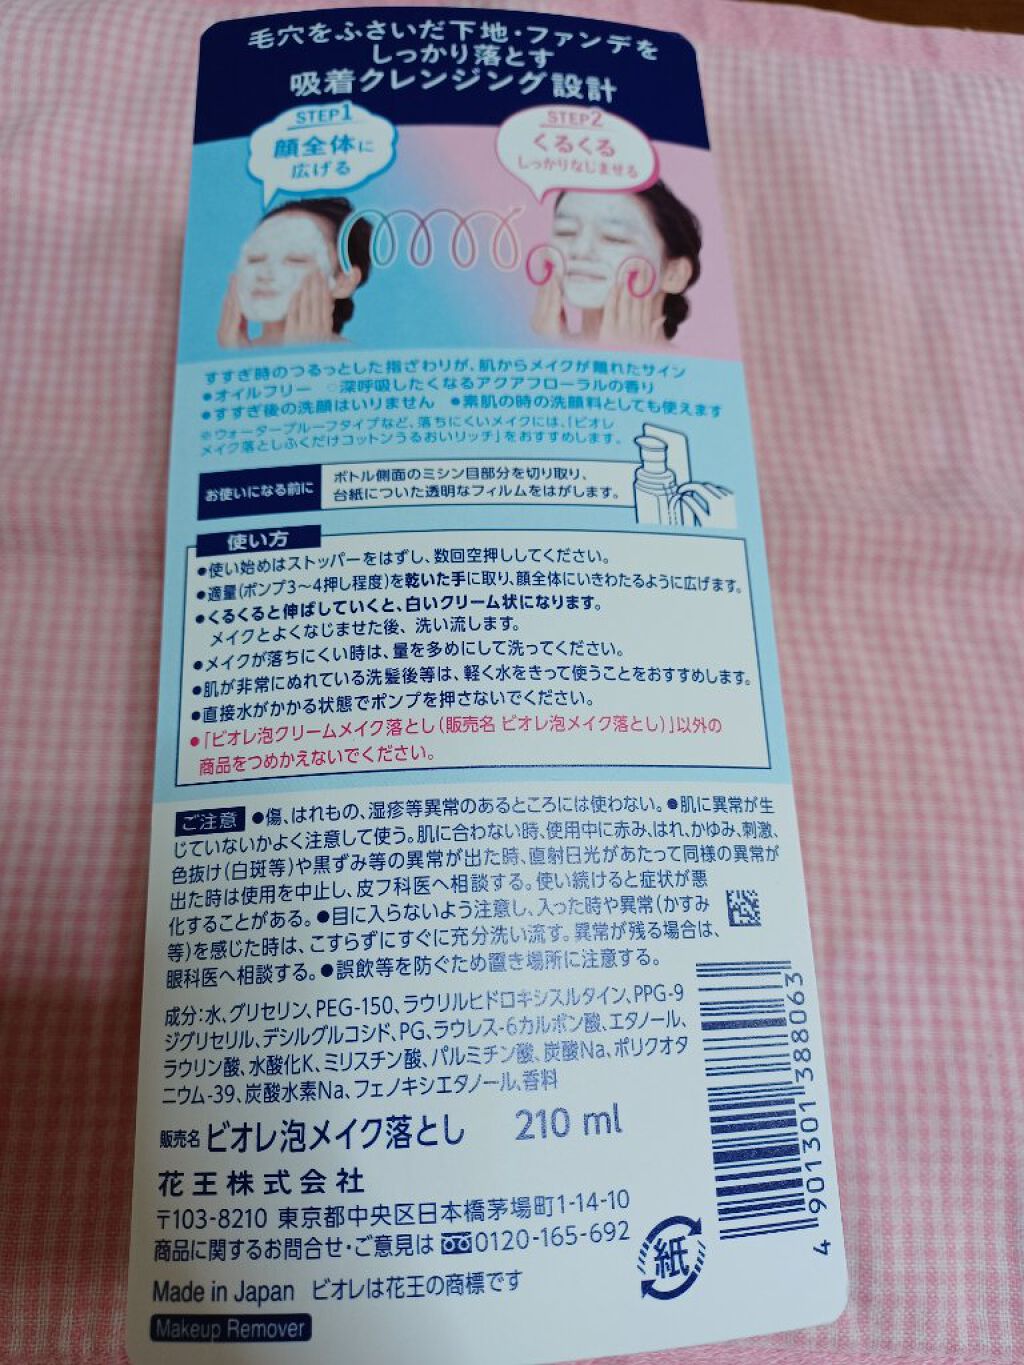 毛穴をふさいだ下地・ファンデを
しっかり落とす
吸着クレンジング設計
STEP1
顔全体に
広げる
STEP2
くるくる
しっかりなじませる
すすぎ時のつるっとした指ざわりが、肌からメイクが離れたサイン
●オイルフリー ○深呼吸したくなるアクアフローラルの香り
●すすぎ後の洗顔はいりません ●素肌の時の洗顔料としても使えます
※ウォータープルーフタイプなど、落ちにくいメイクには、「ビオレ
メイク落としふくだけコットンうるおいリッチ」をおすすめします。
お使いになる前に
ボトル側面のミシン目部分を切り取り、
台紙についた透明なフィルムをはがします。
使い方
●使い始めはストッパーをはずし、数回空押ししてください。
●適量(ポンプ3〜4押し程度)を乾いた手に取り、顔全体にいきわたるように広げます。
●くるくると伸ばしていくと、白いクリーム状になります。
メイクとよくなじませた後、洗い流します。
●メイクが落ちにくい時は、量を多めにして洗ってください。
●肌が非常にぬれている洗髪後等は、軽く水をきって使うことをおすすめします。
●直接水がかかる状態でポンプを押さないでください。
●「ビオレ泡クリームメイク落とし(販売名 ビオレ泡メイク落とし)」以外の
商品をつめかえないでください。
ご注意 ●傷、はれもの、湿疹等異常のあるところには使わない。●肌に異常が生
じていないかよく注意して使う。肌に合わない時、使用中に赤み、はれ、かゆみ、刺激、
色抜け(白斑等)や黒ずみ等の異常が出た時、直射日光があたって同様の異常が
出た時は使用を中止し、皮フ科医へ相談する。使い続けると症状が悪
化することがある。●目に入らないよう注意し、入った時や異常(かすみ
等)を感じた時は、こすらずにすぐに充分洗い流す。異常が残る場合は、
眼科医へ相談する。●誤飲等を防ぐため置き場所に注意する。
成分:水、グリセリン、PEG-150、ラウリルヒドロキシスルタイン、PPG-9
ジグリセリル、デシルグルコシド、PG、ラウレス-6カルボン酸、エタノール、
ラウリン酸、水酸化K、ミリスチン酸、パルミチン酸、炭酸Na、ポリクオタ
ニウム-39、炭酸水素Na、フェノキシエタノール、香料
販売名 ビオレ泡メイク落とし 210 ml
花王株式会社
〒103-8210 東京都中央区日本橋茅場町1-14-10
商品に関するお問合せ・ご意見は 0120-165-692
Made in Japan ビオレは花王の商標です
Makeup Remover
紙
4 901301 388063